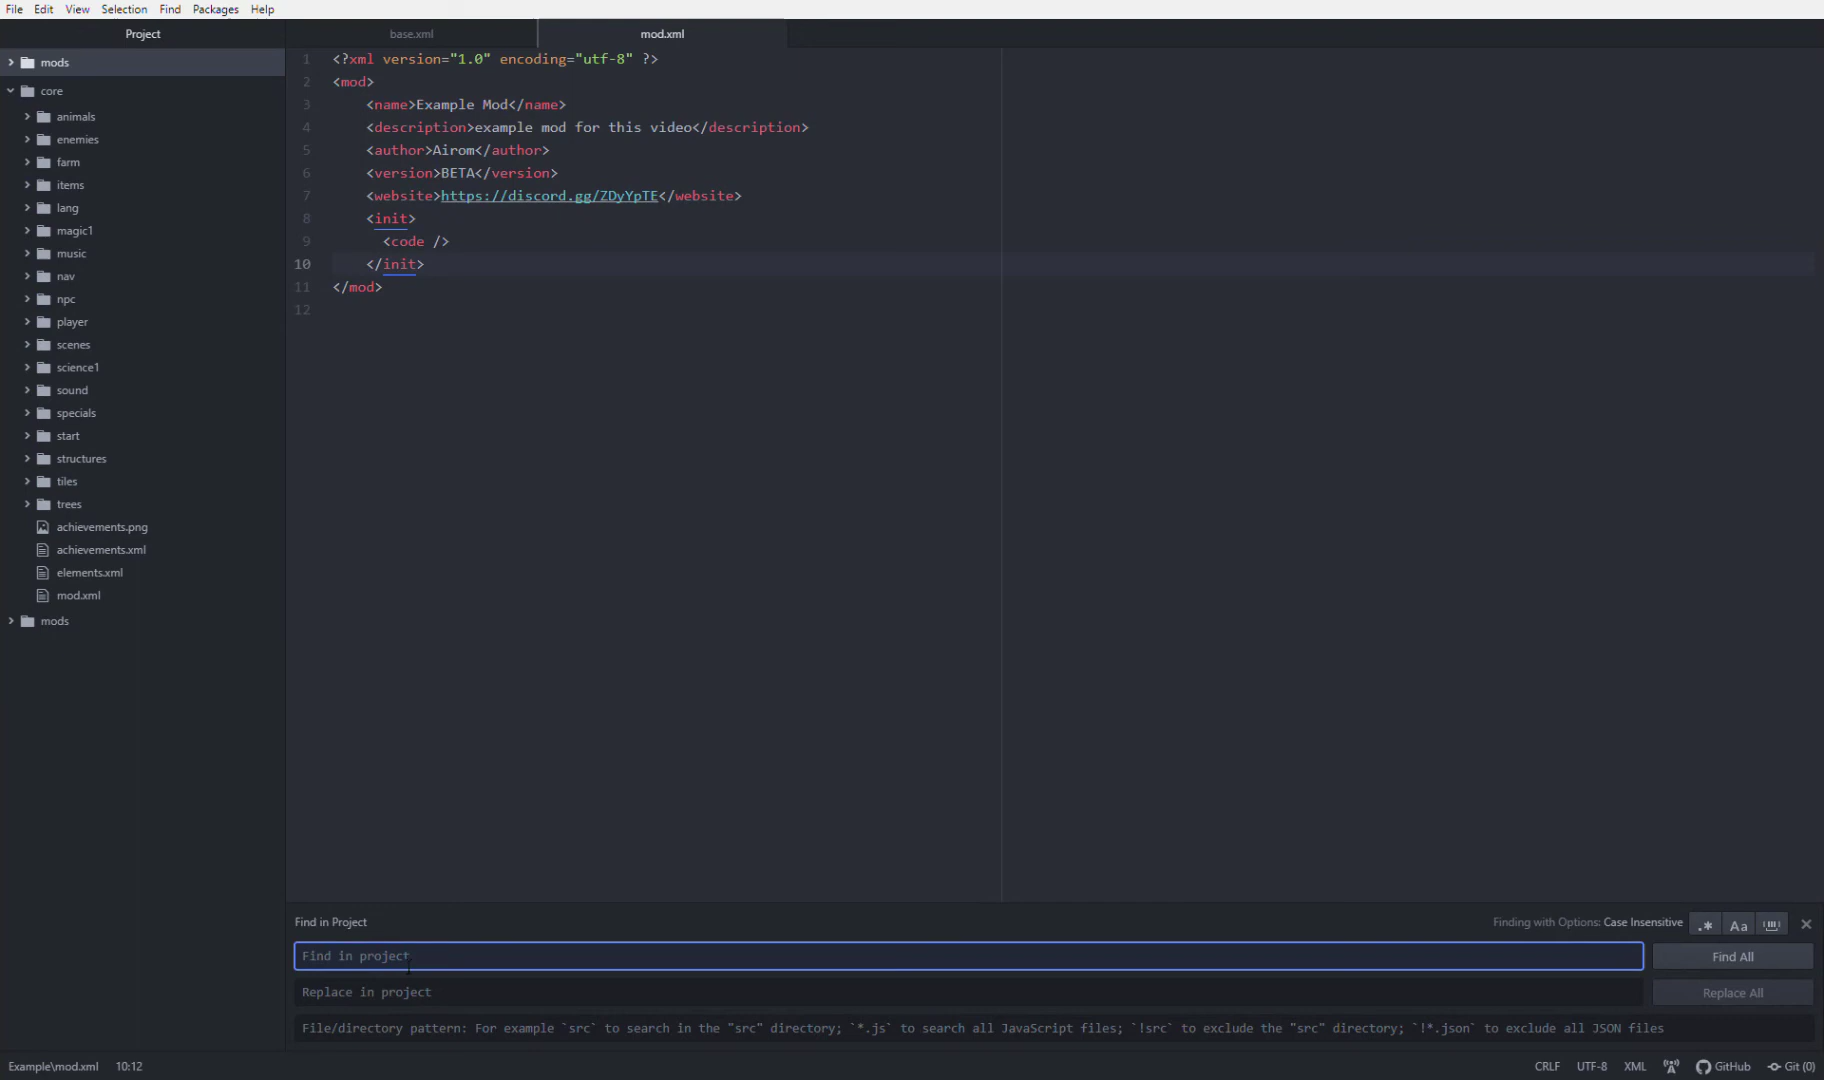 File Edit View Selection Find Packages Help
Project
mods
core
animals
enemies
farm
items
lang
magic1
music
nav
npc
player
scenes
science1
sound
specials
start
structures
tiles
trees
achievements.png
achievements.xml
elements.xml
mod.xml
mods
base.xml mod.xml
1 <?xml version="1.0" encoding="utf-8" ?>
2 <mod>
3 <name>Example Mod</name>
4 <description>example mod for this video</description>
5 <author>Airom</author>
6 <version>BETA</version>
7 <website>https://discord.gg/ZDyYpTE</website>
8 <init>
9 <code />
10 </init>
11 </mod>
12
Find in Project
Finding with Options: Case Insensitive .* Aa
Find in project Find All
Replace in project Replace All
File/directory pattern: For example `src` to search in the "src" directory; `*.js` to search all JavaScript files; `!src` to exclude the "src" directory; `!*.json` to exclude all JSON files
Example\mod.xml 10:12 CRLF UTF-8 XML GitHub Git (0)